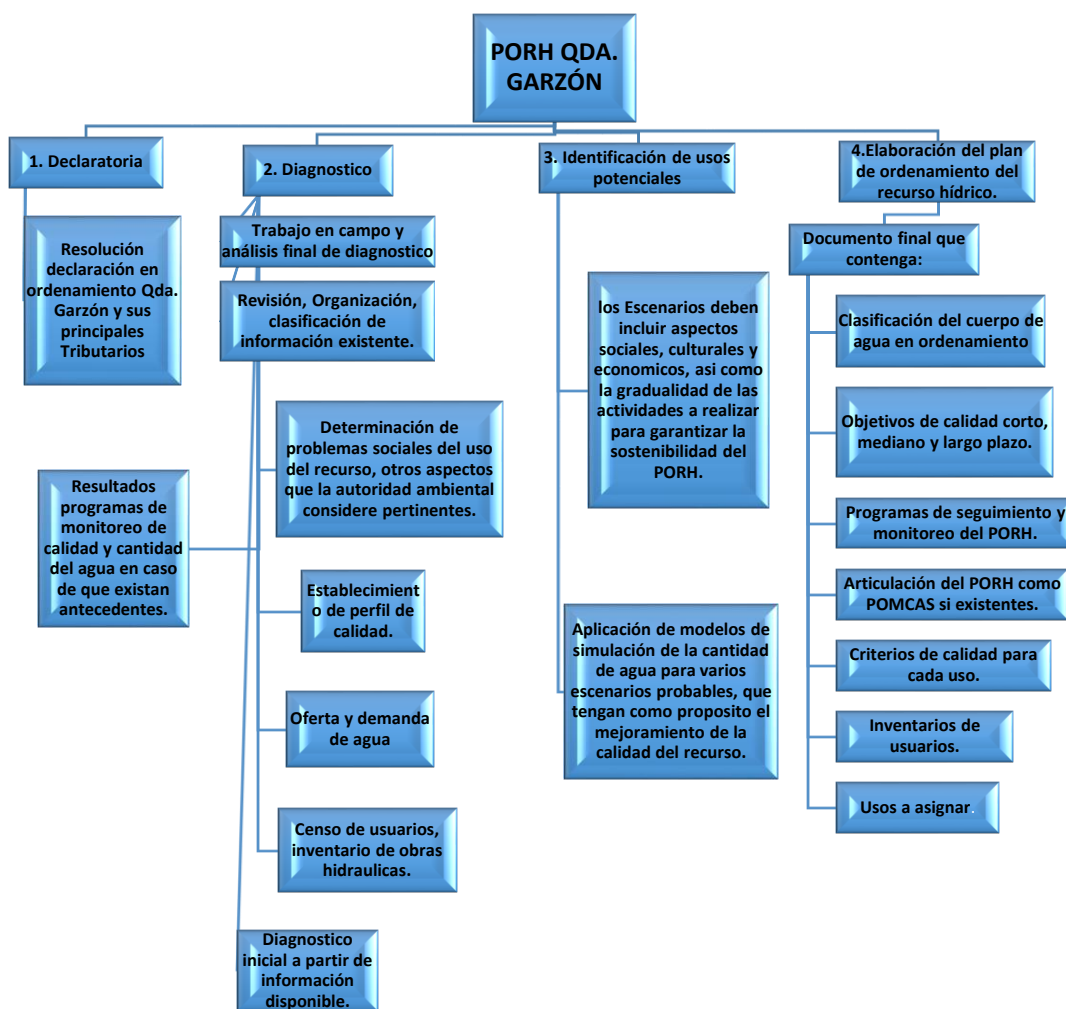 PORH QDA.
GARZÓN
1. Declaratoria
Resolución
declaración en
ordenamiento Qda.
Garzón y sus
principales
Tributarios
2. Diagnostico
Trabajo en campo y
análisis final de diagnostico
Revisión, Organización,
clasificación de
información existente.
Determinación de
problemas sociales del uso
del recurso, otros aspectos
que la autoridad ambiental
considere pertinentes.
Resultados
programas de
monitoreo de
calidad y cantidad
del agua en caso
de que existan
antecedentes.
Establecimient
o de perfil de
calidad.
Oferta y demanda
de agua
Censo de usuarios,
inventario de obras
hidraulicas.
Diagnostico
inicial a partir de
información
disponible.
3. Identificación de usos
potenciales
los Escenarios deben
incluir aspectos
sociales, culturales y
economicos, asi como
la gradualidad de las
actividades a realizar
para garantizar la
sostenibilidad del
PORH.
Aplicación de modelos de
simulación de la cantidad
de agua para varios
escenarios probables, que
tengan como proposito el
mejoramiento de la
calidad del recurso.
4.Elaboración del plan
de ordenamiento del
recurso hídrico.
Documento final que
contenga:
Clasificación del cuerpo de
agua en ordenamiento
Objetivos de calidad corto,
mediano y largo plazo.
Programas de seguimiento y
monitoreo del PORH.
Articulación del PORH como
POMCAS si existentes.
Criterios de calidad para
cada uso.
Inventarios de
usuarios.
Usos a asignar.